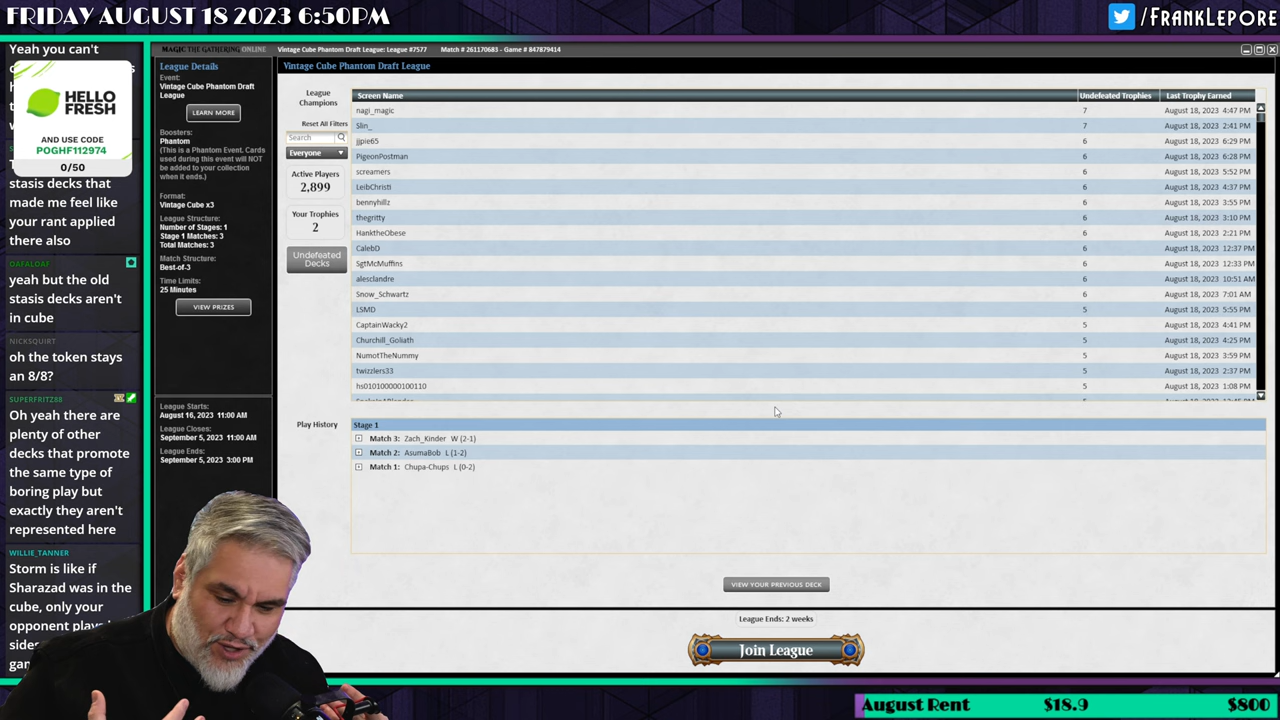 FRIDAY AUGUST 18 2023 6:50PM
/FRANKLEPORE
Yeah you can't
HELLO
FRESH
AND USE CODE
POGHF112974
0/50
stasis decks that
made me feel like
your rant applied
there also
OAFALOAF
yeah but the old
stasis decks aren't
in cube
NICKSQUIRT
oh the token stays
an 8/8?
SUPERFRITZ88
Oh yeah there are
plenty of other
decks that promote
the same type of
boring play but
exactly they aren't
represented here
WILLIE_TANNER
Storm is like if
Sharazad was in the
cube, only your
opponent plays
MAGIC THE GATHERING ONLINE
Vintage Cube Phantom Draft League: League #7577 Match # 261170683 - Game # 847879414
League Details
Event:
Vintage Cube Phantom Draft
League
LEARN MORE
Boosters:
Phantom
(This is a Phantom Event. Cards
used during this event will NOT
be added to your collection
when it ends.)
Format:
Vintage Cube x3
League Structure:
Number of Stages: 1
Stage 1 Matches: 3
Total Matches: 3
Match Structure:
Best-of-3
Time Limits:
25 Minutes
VIEW PRIZES
League Starts:
August 16, 2023 11:00 AM
League Closes:
September 5, 2023 11:00 AM
League Ends:
September 5, 2023 3:00 PM
Vintage Cube Phantom Draft League
League
Champions
Reset All Filters
Search
Everyone
Active Players
2,899
Your Trophies
2
Undefeated
Decks
Screen Name Undefeated Trophies Last Trophy Earned
nagi_magic 7 August 18, 2023 4:47 PM
Slin_ 7 August 18, 2023 2:41 PM
jjpie65 6 August 18, 2023 6:29 PM
PigeonPostman 6 August 18, 2023 6:28 PM
screamers 6 August 18, 2023 5:52 PM
LeibChristi 6 August 18, 2023 4:37 PM
bennyhillz 6 August 18, 2023 3:55 PM
thegritty 6 August 18, 2023 3:10 PM
HanktheObese 6 August 18, 2023 2:21 PM
CalebD 6 August 18, 2023 12:37 PM
SgtMcMuffins 6 August 18, 2023 12:33 PM
alesclandre 6 August 18, 2023 10:51 AM
Snow_Schwartz 6 August 18, 2023 7:01 AM
LSMD 5 August 18, 2023 5:55 PM
CaptainWacky2 5 August 18, 2023 4:41 PM
Churchill_Goliath 5 August 18, 2023 4:25 PM
NumotTheNummy 5 August 18, 2023 3:59 PM
twizzlers33 5 August 18, 2023 2:37 PM
hs010100000100110 5 August 18, 2023 1:08 PM
Play History
Stage 1
Match 3: Zach_Kinder W (2-1)
Match 2: AsumaBob L (1-2)
Match 1: Chupa-Chups L (0-2)
VIEW YOUR PREVIOUS DECK
League Ends: 2 weeks
Join League
August Rent $18.9 $800